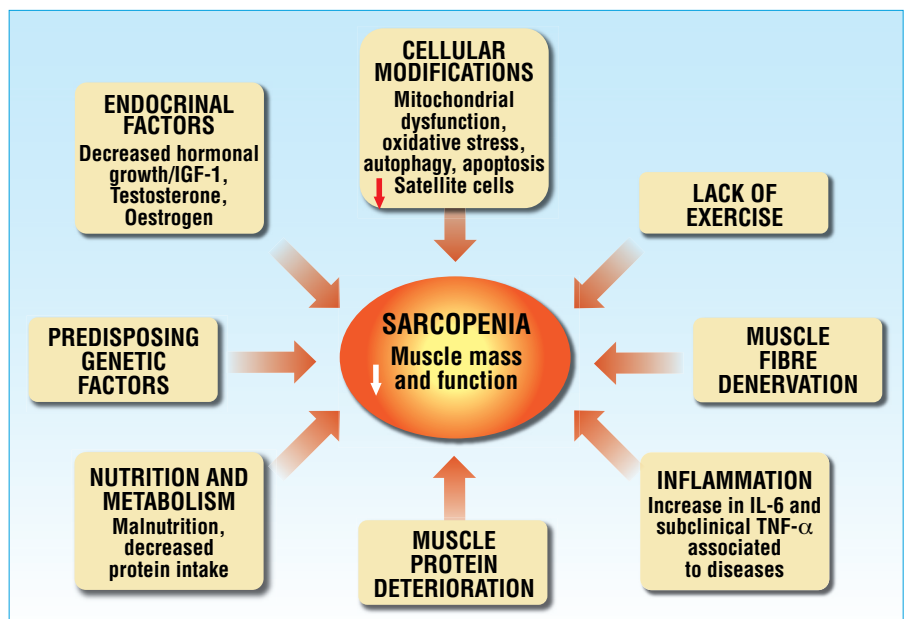 CELLULAR
MODIFICATIONS
Mitochondrial
dysfunction,
oxidative stress,
autophagy, apoptosis
Satellite cells
ENDOCRINAL
FACTORS
Decreased hormonal
growth/IGF-1,
Testosterone,
Oestrogen
LACK OF
EXERCISE
SARCOPENIA
Muscle mass
and function
PREDISPOSING
GENETIC
FACTORS
MUSCLE
FIBRE
DENERVATION
NUTRITION AND
METABOLISM
Malnutrition,
decreased
protein intake
MUSCLE
PROTEIN
DETERIORATION
INFLAMMATION
Increase in IL-6 and
subclinical TNF-α
associated
to diseases